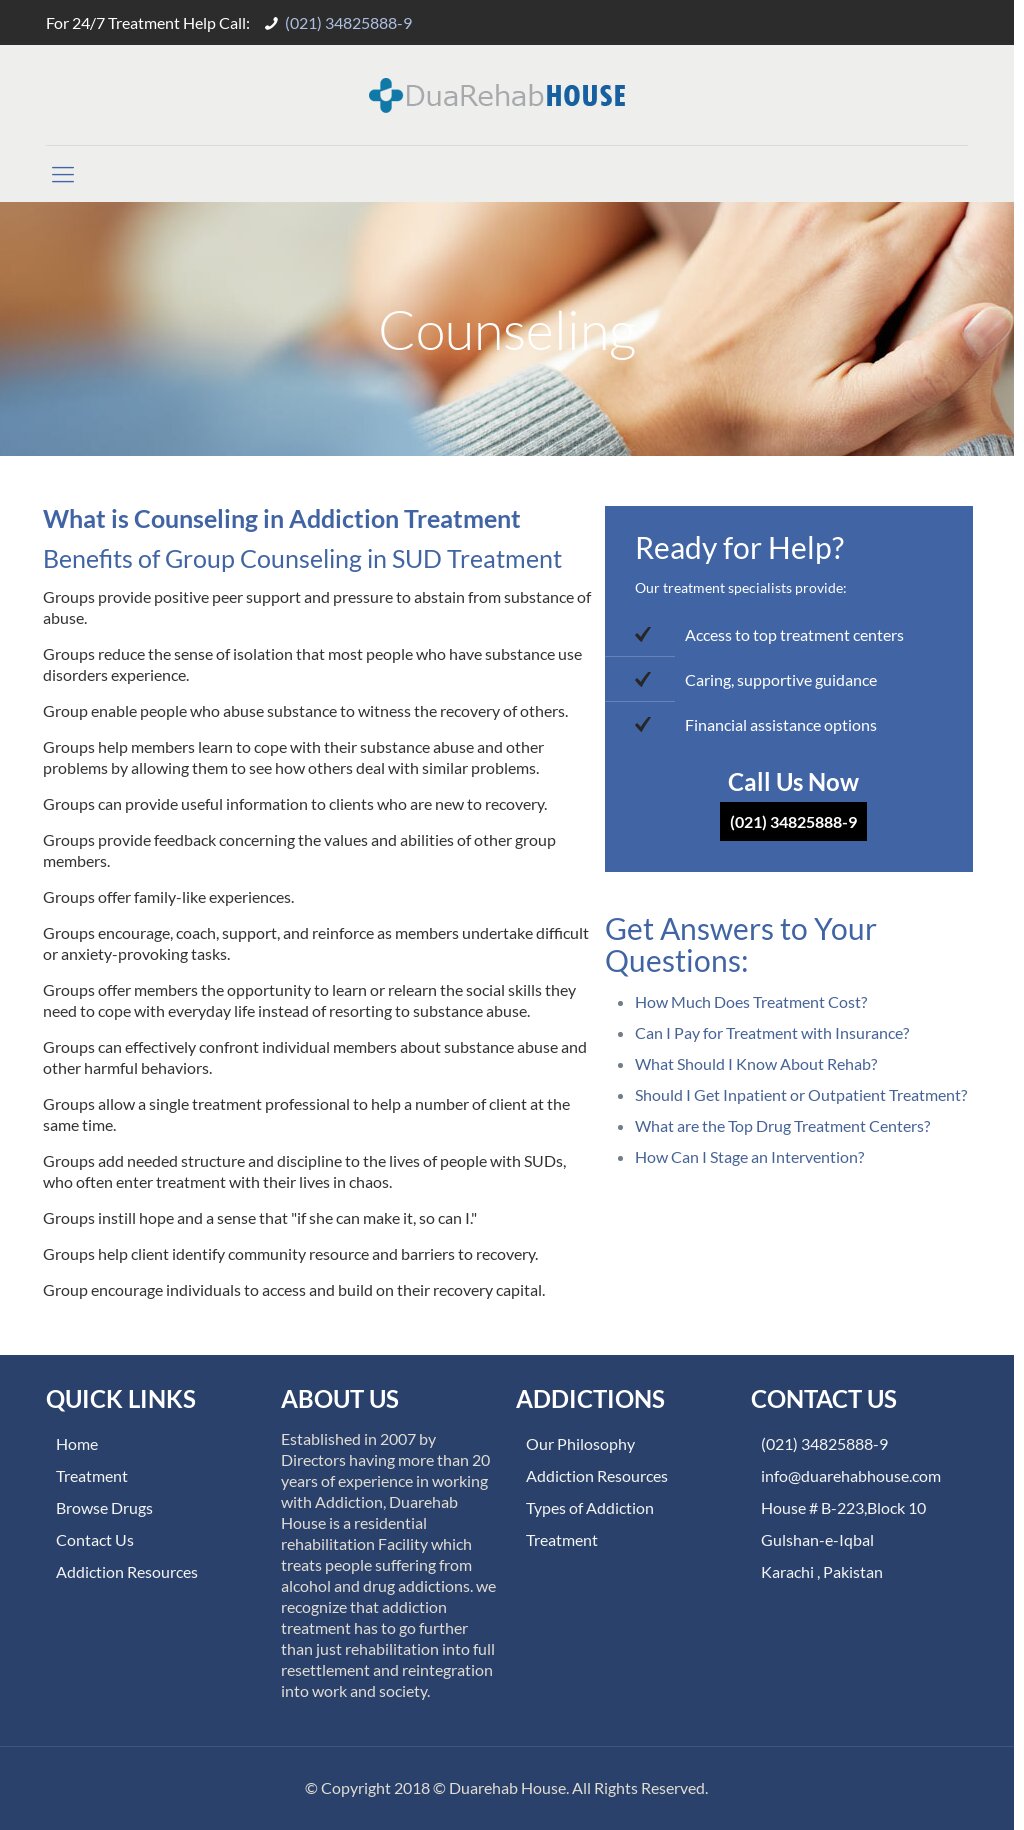 For 24/7 Treatment Help Call: (021) 34825888-9
DuaRehabHOUSE
Counseling
What is Counseling in Addiction Treatment
Benefits of Group Counseling in SUD Treatment
Groups provide positive peer support and pressure to abstain from substance of
abuse.
Groups reduce the sense of isolation that most people who have substance use
disorders experience.
Group enable people who abuse substance to witness the recovery of others.
Groups help members learn to cope with their substance abuse and other
problems by allowing them to see how others deal with similar problems.
Groups can provide useful information to clients who are new to recovery.
Groups provide feedback concerning the values and abilities of other group
members.
Groups offer family-like experiences.
Groups encourage, coach, support, and reinforce as members undertake difficult
or anxiety-provoking tasks.
Groups offer members the opportunity to learn or relearn the social skills they
need to cope with everyday life instead of resorting to substance abuse.
Groups can effectively confront individual members about substance abuse and
other harmful behaviors.
Groups allow a single treatment professional to help a number of client at the
same time.
Groups add needed structure and discipline to the lives of people with SUDs,
who often enter treatment with their lives in chaos.
Groups instill hope and a sense that "if she can make it, so can I."
Groups help client identify community resource and barriers to recovery.
Group encourage individuals to access and build on their recovery capital.
Ready for Help?
Our treatment specialists provide:
Access to top treatment centers
Caring, supportive guidance
Financial assistance options
Call Us Now
(021) 34825888-9
Get Answers to Your
Questions:
How Much Does Treatment Cost?
Can I Pay for Treatment with Insurance?
What Should I Know About Rehab?
Should I Get Inpatient or Outpatient Treatment?
What are the Top Drug Treatment Centers?
How Can I Stage an Intervention?
QUICK LINKS
Home
Treatment
Browse Drugs
Contact Us
Addiction Resources
ABOUT US
Established in 2007 by
Directors having more than 20
years of experience in working
with Addiction, Duarehab
House is a residential
rehabilitation Facility which
treats people suffering from
alcohol and drug addictions. we
recognize that addiction
treatment has to go further
than just rehabilitation into full
resettlement and reintegration
into work and society.
ADDICTIONS
Our Philosophy
Addiction Resources
Types of Addiction
Treatment
CONTACT US
(021) 34825888-9
info@duarehabhouse.com
House # B-223,Block 10
Gulshan-e-Iqbal
Karachi , Pakistan
© Copyright 2018 © Duarehab House. All Rights Reserved.